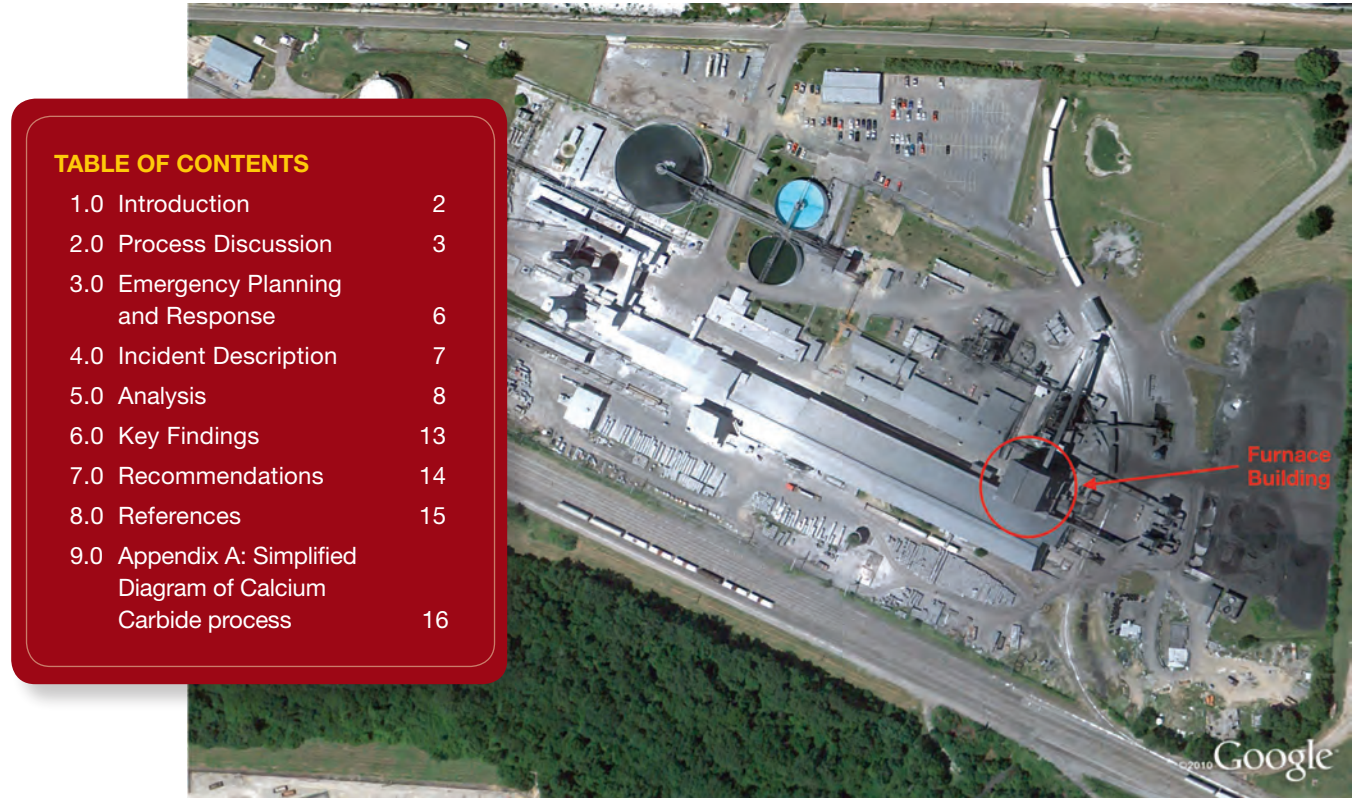 TABLE OF CONTENTS
1.0 Introduction 2
2.0 Process Discussion 3
3.0 Emergency Planning
and Response 6
4.0 Incident Description 7
5.0 Analysis 8
6.0 Key Findings 13
7.0 Recommendations 14
8.0 References 15
9.0 Appendix A: Simplified
Diagram of Calcium
Carbide process 16
Furnace
Building
©2010 Google